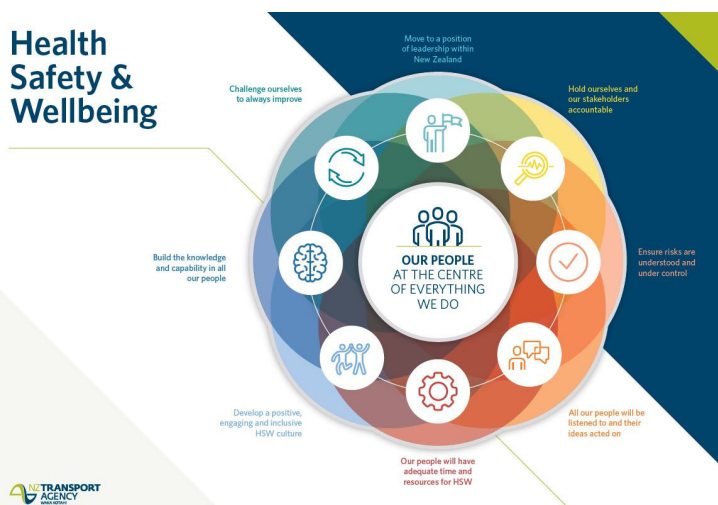 Health
Safety &
Wellbeing
Move to a position
of leadership within
New Zealand
Challenge ourselves
to always improve
Hold ourselves and
our stakeholders
accountable
Build the knowledge
and capability in all
our people
OUR PEOPLE
AT THE CENTRE
OF EVERYTHING
WE DO
Ensure risks are
understood and
under control
Develop a positive,
engaging and inclusive
HSW culture
All our people will be
listened to and their
ideas acted on
Our people will have
adequate time and
resources for HSW
NZTRANSPORT
AGENCY
WAKA KOTAHI